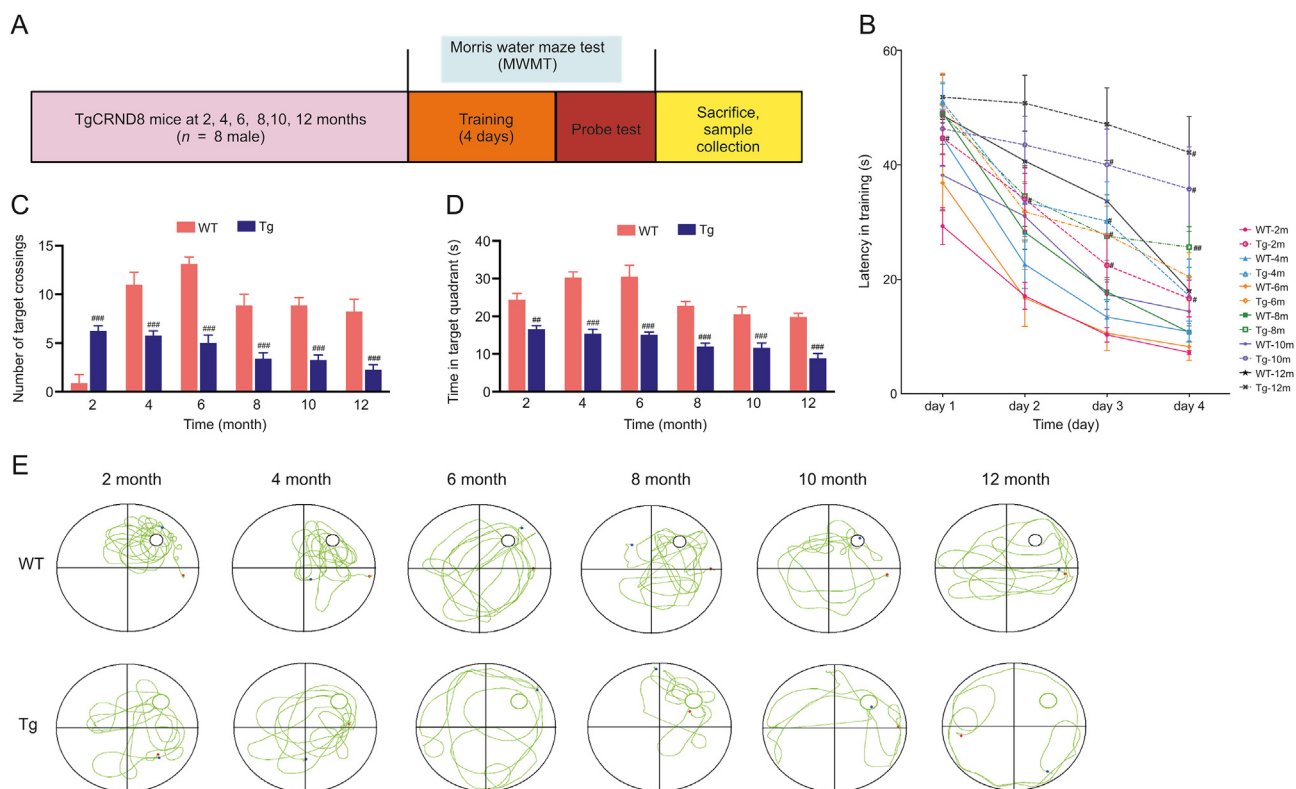 A
Morris water maze test
(MWMT)
TgCRND8 mice at 2, 4, 6, 8,10, 12 months
(n = 8 male)
Training
(4 days)
Probe test
Sacrifice,
sample
collection
B
60
40
20
0
Latency in training (s)
day 1 day 2 day 3 day 4
Time (day)
#
#
#
#
#
#
#
##
#
WT-2m
Tg-2m
WT-4m
Tg-4m
WT-6m
Tg-6m
WT-8m
Tg-8m
WT-10m
Tg-10m
WT-12m
Tg-12m
C
WT Tg
Number of target crossings
20
15
10
5
0
### ### ### ### ### ###
2 4 6 8 10 12
Time (month)
D
WT Tg
Time in target quadrant (s)
40
30
20
10
0
## ### ### ### ### ###
2 4 6 8 10 12
Time (month)
E
2 month 4 month 6 month 8 month 10 month 12 month
WT
Tg